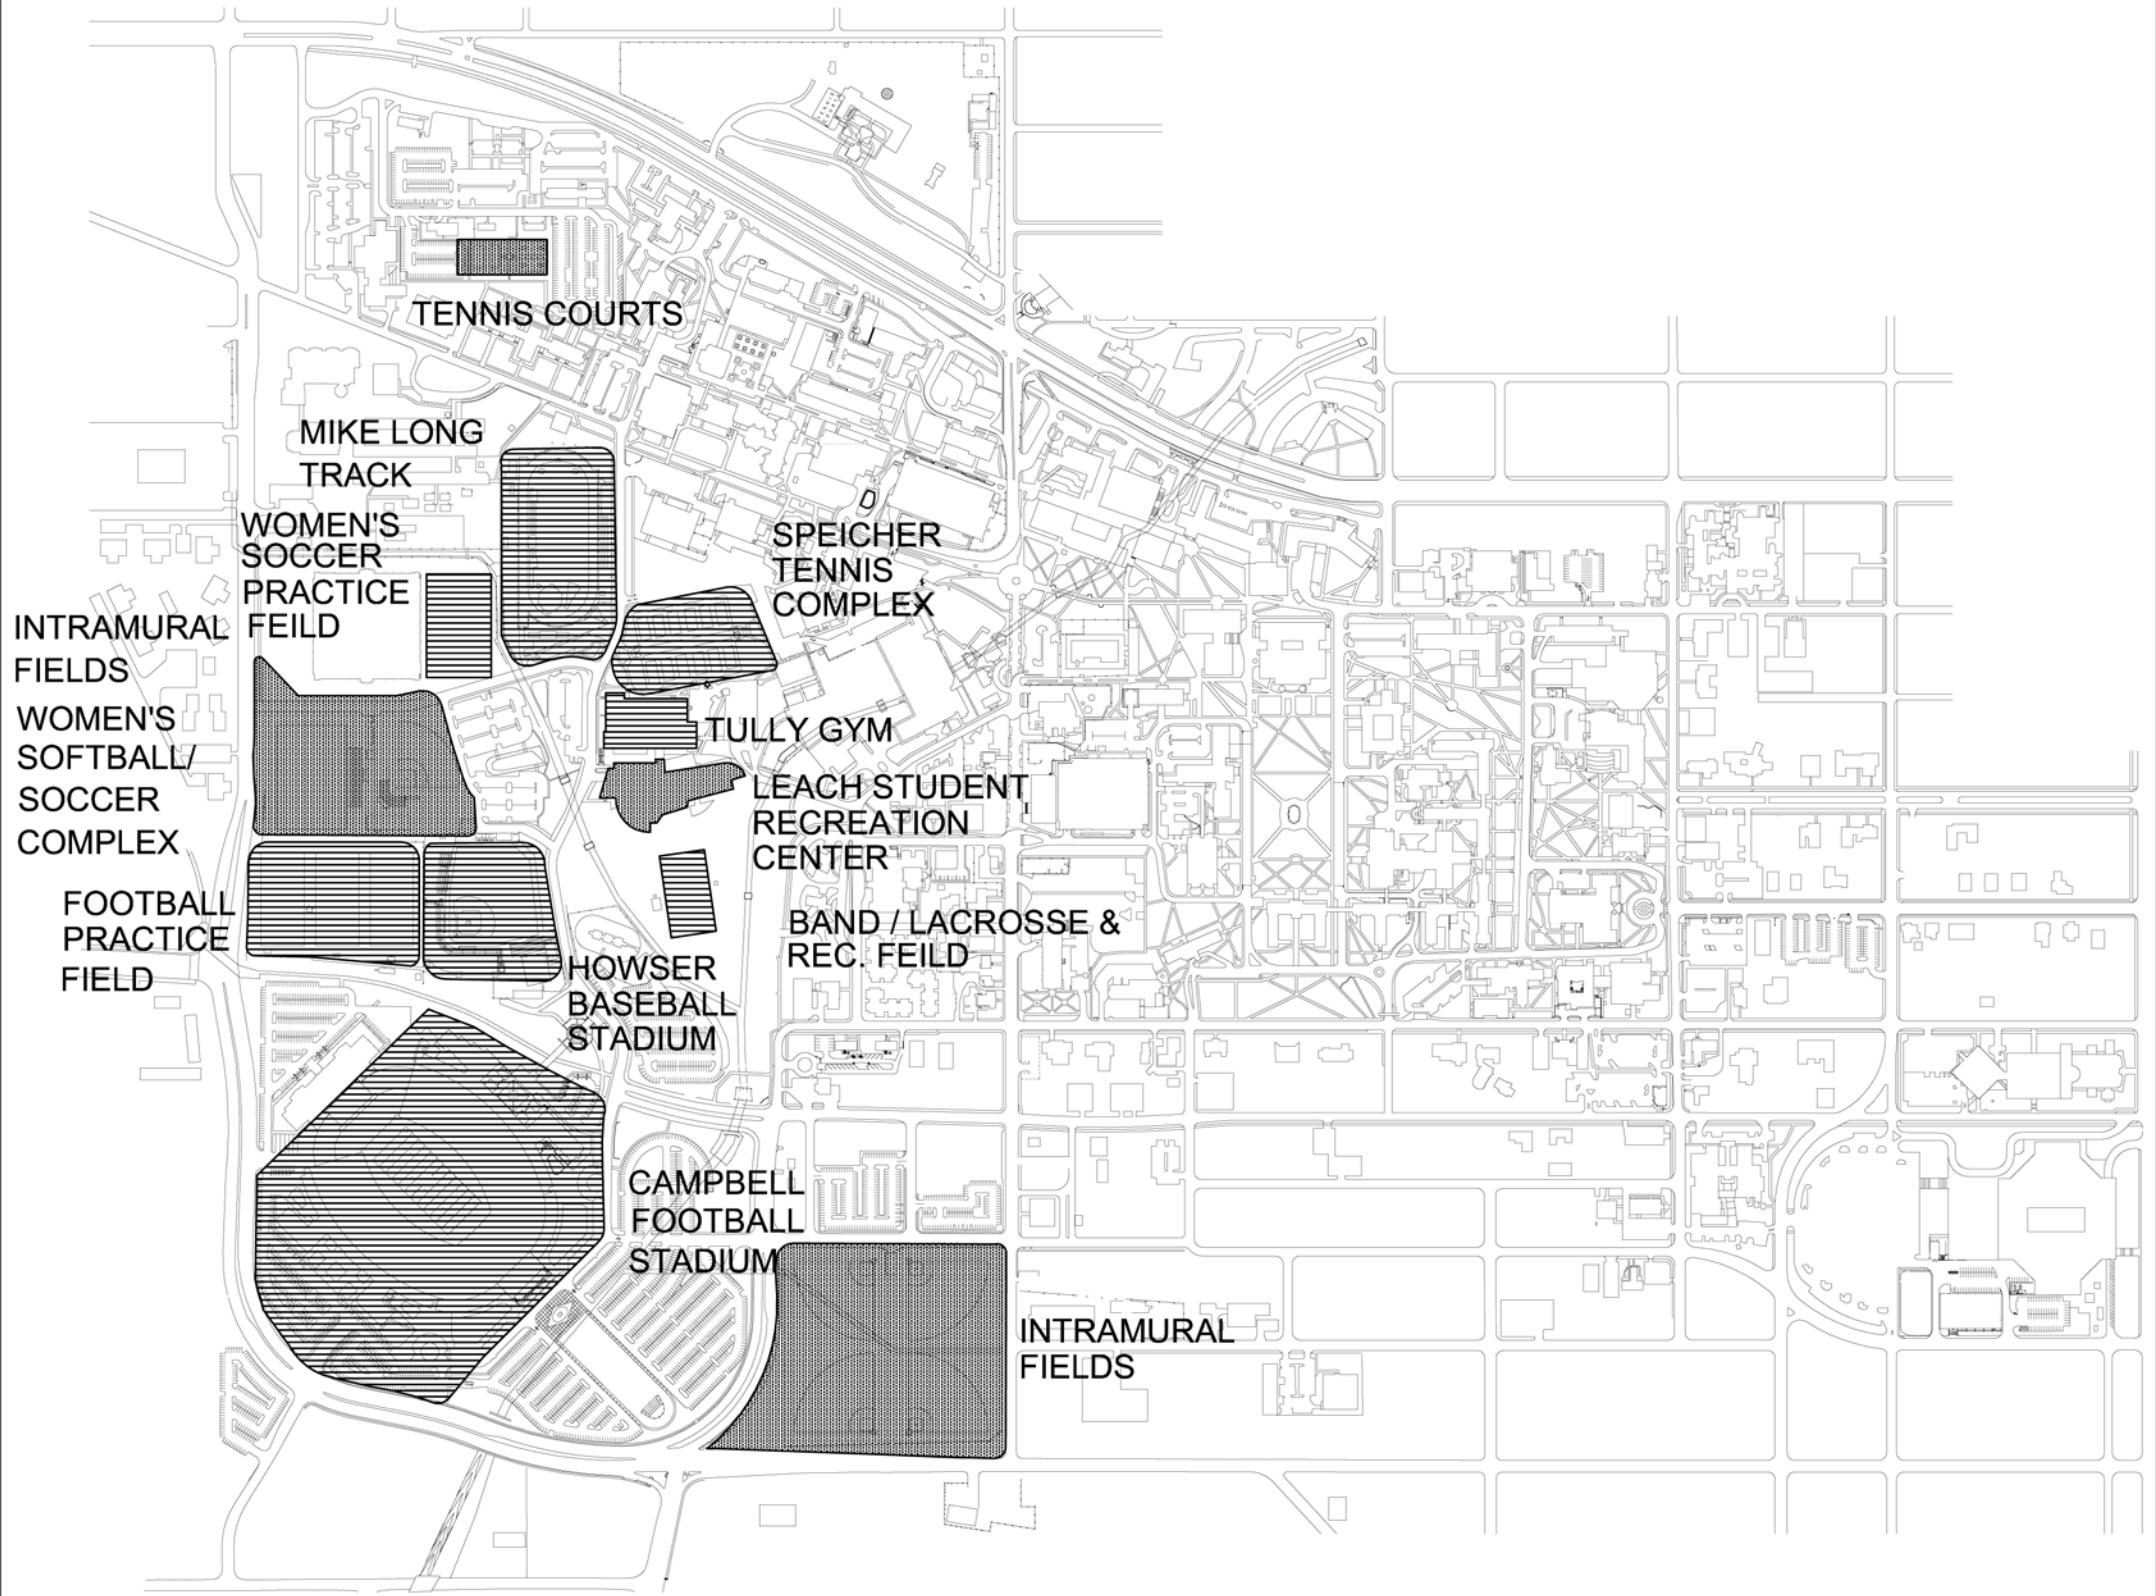 TENNIS COURTS
MIKE LONG
TRACK
WOMEN'S
SOCCER
PRACTICE
FEILD
SPEICHER
TENNIS
COMPLEX
INTRAMURAL
FIELDS
WOMEN'S
SOFTBALL/
SOCCER
COMPLEX
TULLY GYM
LEACH STUDENT
RECREATION
CENTER
FOOTBALL
PRACTICE
FIELD
BAND / LACROSSE &
REC. FEILD
HOWSER
BASEBALL
STADIUM
CAMPBELL
FOOTBALL
STADIUM
INTRAMURAL
FIELDS